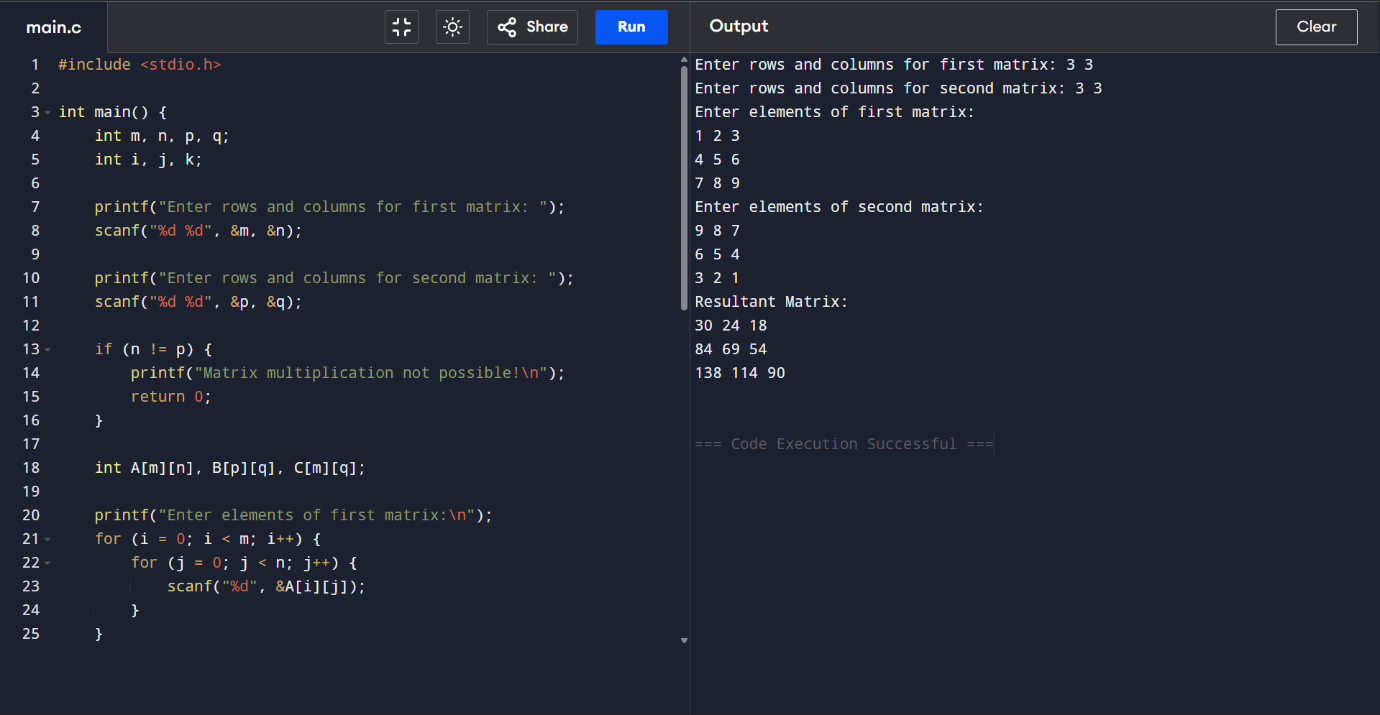 main.c
Share
Run
Output
Clear
1 #include <stdio.h>
2
3 int main() {
4     int m, n, p, q;
5     int i, j, k;
6
7     printf("Enter rows and columns for first matrix: ");
8     scanf("%d %d", &m, &n);
9
10     printf("Enter rows and columns for second matrix: ");
11     scanf("%d %d", &p, &q);
12
13     if (n != p) {
14         printf("Matrix multiplication not possible!\n");
15         return 0;
16     }
17
18     int A[m][n], B[p][q], C[m][q];
19
20     printf("Enter elements of first matrix:\n");
21     for (i = 0; i < m; i++) {
22         for (j = 0; j < n; j++) {
23             scanf("%d", &A[i][j]);
24         }
25     }
Enter rows and columns for first matrix: 3 3
Enter rows and columns for second matrix: 3 3
Enter elements of first matrix:
1 2 3
4 5 6
7 8 9
Enter elements of second matrix:
9 8 7
6 5 4
3 2 1
Resultant Matrix:
30 24 18
84 69 54
138 114 90
=== Code Execution Successful ===